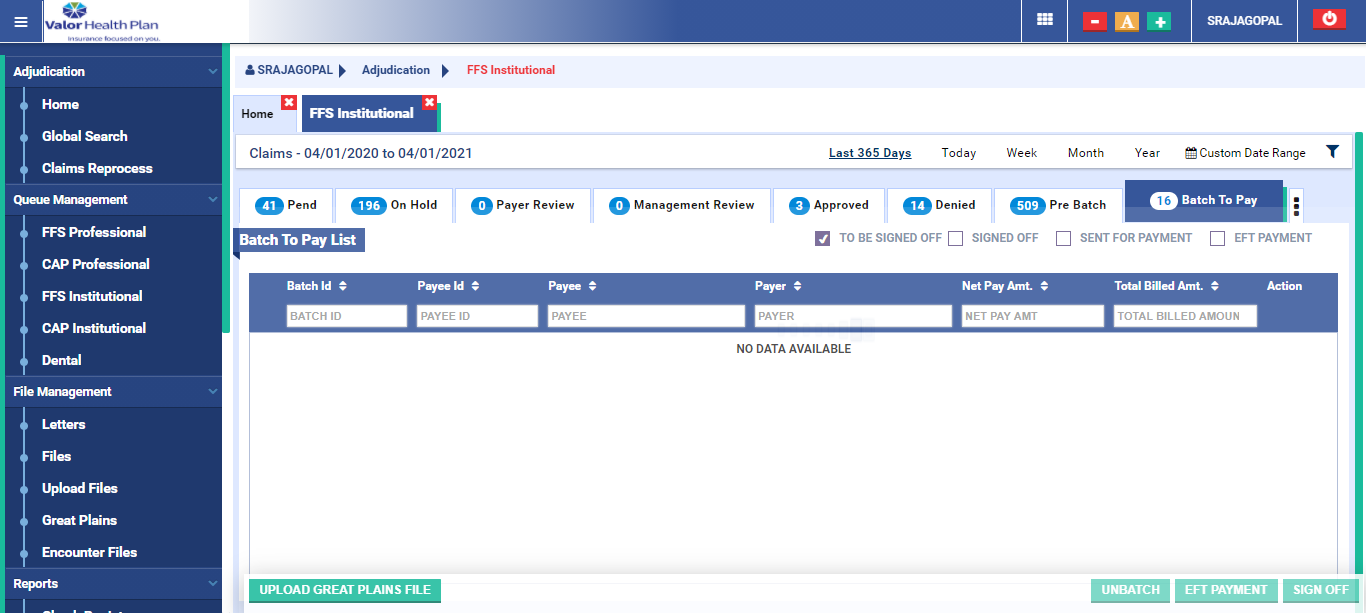 Valor Health Plan
Insurance focused on you.
A
SRAJAGOPAL
Adjudication
Home
Global Search
Claims Reprocess
Queue Management
FFS Professional
CAP Professional
FFS Institutional
CAP Institutional
Dental
File Management
Letters
Files
Upload Files
Great Plains
Encounter Files
Reports
SRAJAGOPAL Adjudication FFS Institutional
Home FFS Institutional
Claims - 04/01/2020 to 04/01/2021 Last 365 Days Today Week Month Year Custom Date Range
41 Pend 196 On Hold 0 Payer Review 0 Management Review 3 Approved 14 Denied 509 Pre Batch 16 Batch To Pay
Batch To Pay List TO BE SIGNED OFF SIGNED OFF SENT FOR PAYMENT EFT PAYMENT
Batch Id Payee Id Payee Payer Net Pay Amt. Total Billed Amt. Action
BATCH ID PAYEE ID PAYEE PAYER NET PAY AMT TOTAL BILLED AMOUN
NO DATA AVAILABLE
UPLOAD GREAT PLAINS FILE UNBATCH EFT PAYMENT SIGN OFF